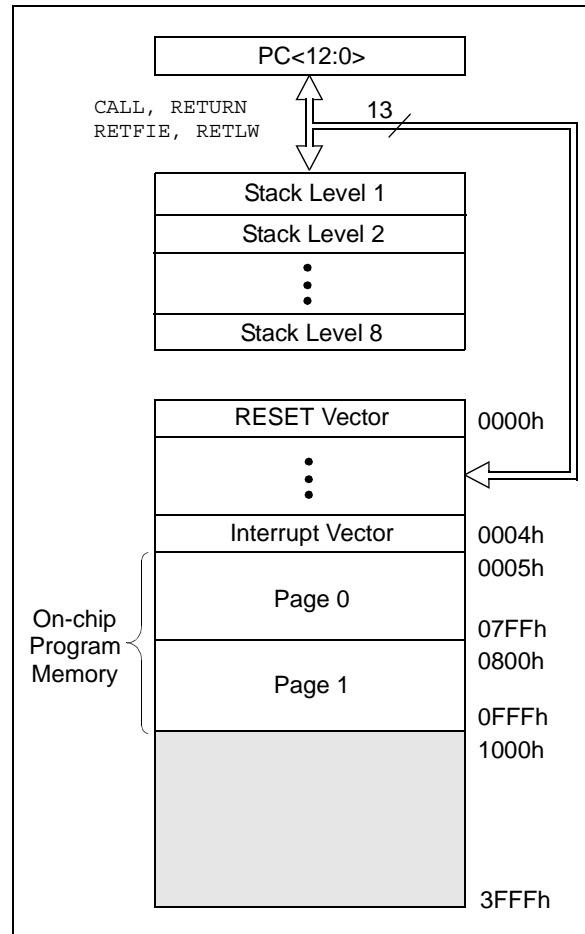 PC<12:0>
CALL, RETURN
RETFIE, RETLW
13
Stack Level 1
Stack Level 2
Stack Level 8
RESET Vector
0000h
Interrupt Vector
0004h
0005h
On-chip
Program
Memory
Page 0
07FFh
0800h
Page 1
0FFFh
1000h
3FFFh